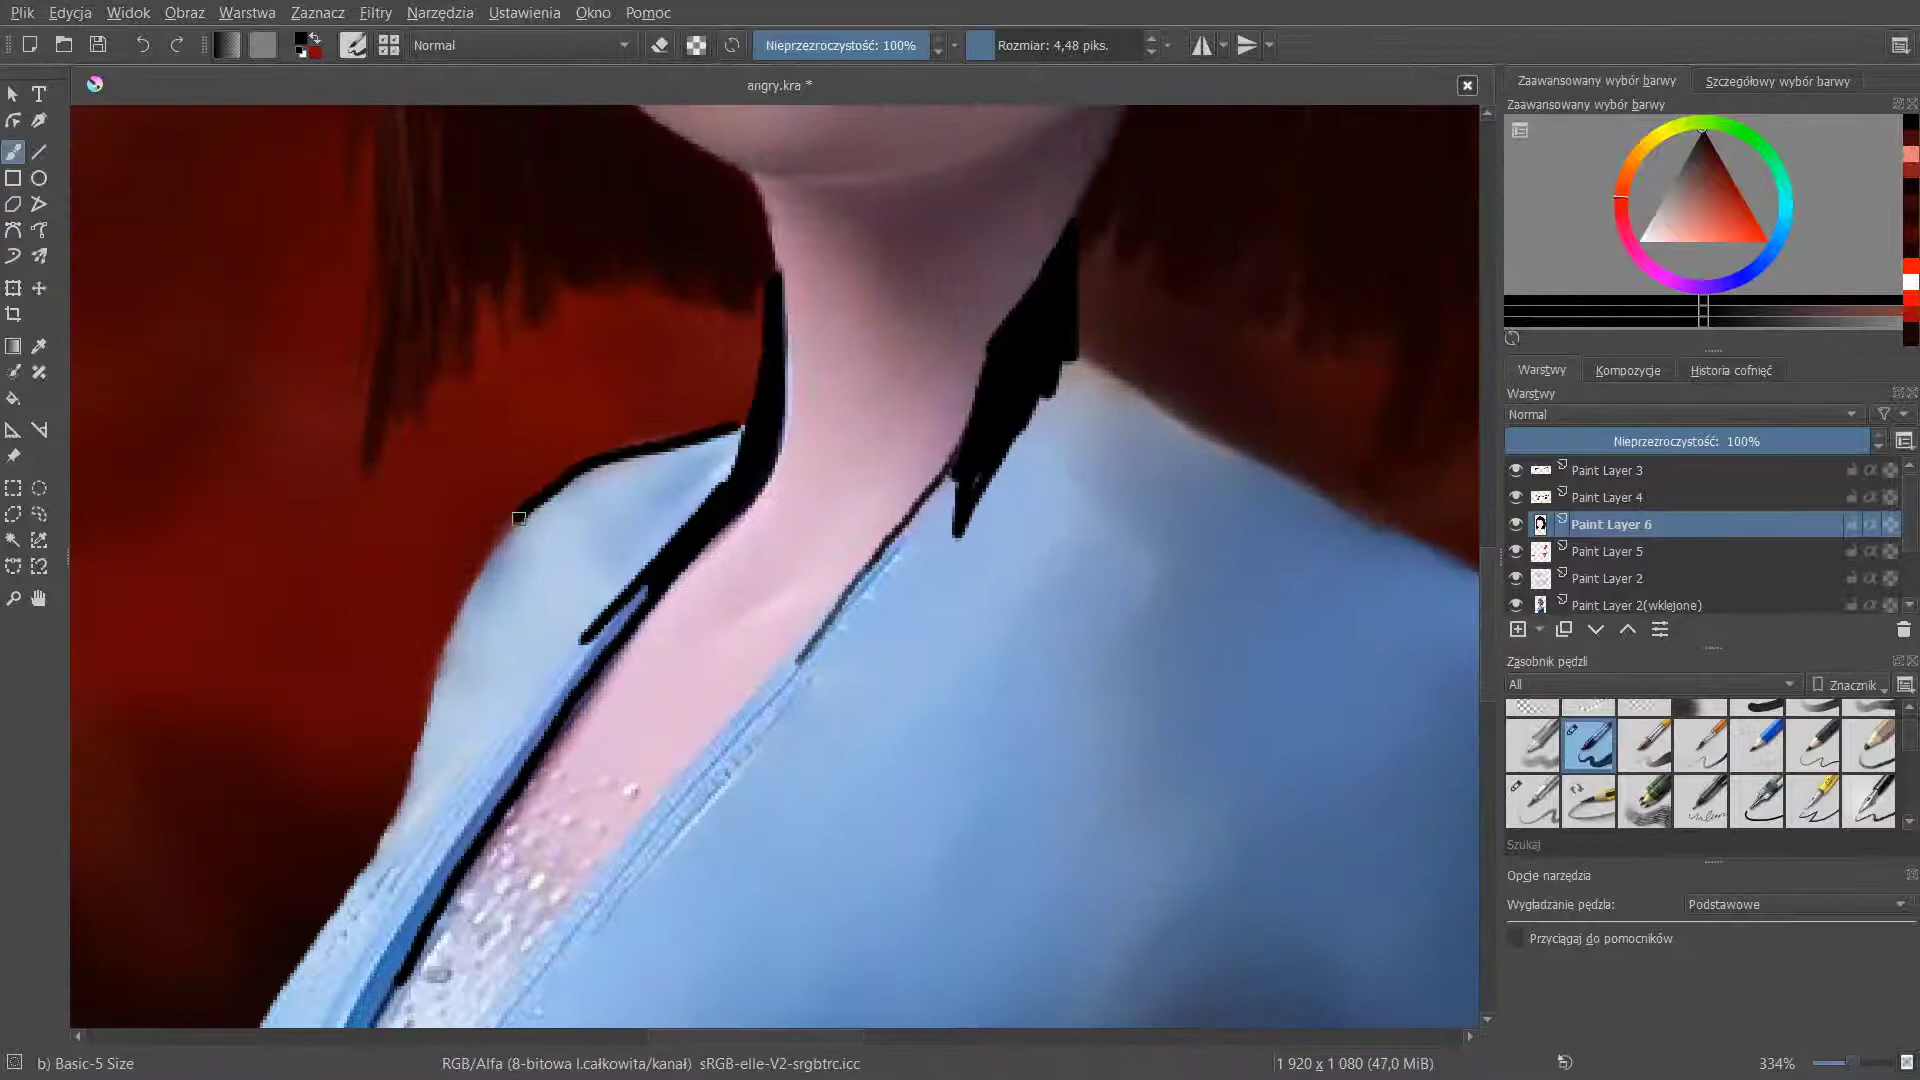 Plik Edycja Widok Obraz Warstwa Zaznacz Filtry Narzędzia Ustawienia Okno Pomoc
Normal Nieprzezroczystość: 100% Rozmiar: 4,48 piks.
angry.kra *
Zaawansowany wybór barwy Szczegółowy wybór barwy
Zaawansowany wybór barwy
Warstwy Kompozycje Historia cofnięć
Warstwy
Normal
Nieprzezroczystość: 100%
Paint Layer 3
Paint Layer 4
Paint Layer 6
Paint Layer 5
Paint Layer 2
Paint Layer 2(wklejone)
Zasobnik pędzli
All Znacznik
Szukaj
Opcje narzędzia
Wygładzanie pędzla: Podstawowe
Przyciągaj do pomocników
b) Basic-5 Size RGB/Alfa (8-bitowa l.całkowita/kanał) sRGB-elle-V2-srgbtrc.icc 1 920 x 1 080 (47,0 MiB) 334%